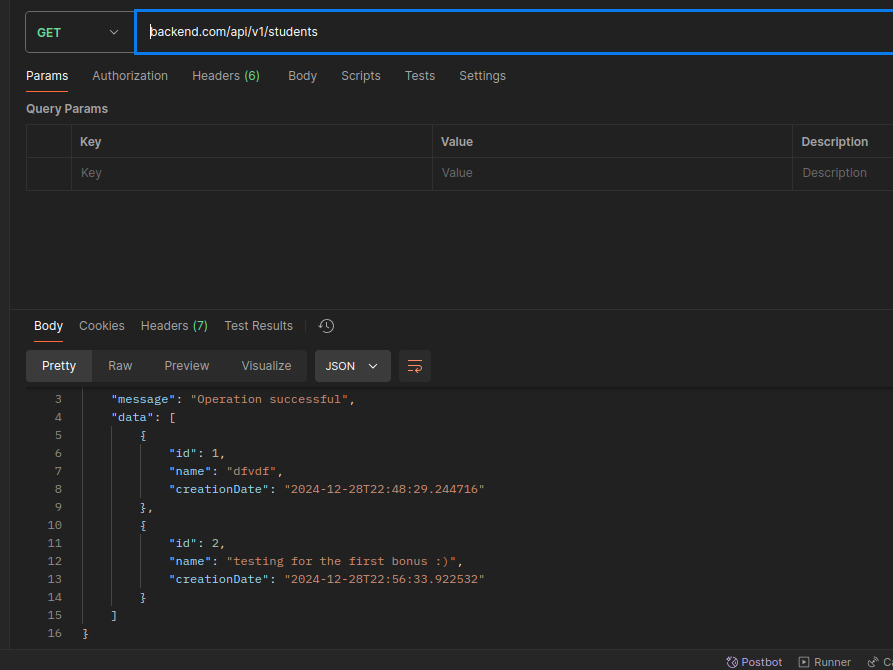 GET backend.com/api/v1/students
Params Authorization Headers (6) Body Scripts Tests Settings
Query Params
Key Value Description
Key Value Description
Body Cookies Headers (7) Test Results
Pretty Raw Preview Visualize JSON
3 "message": "Operation successful",
4 "data": [
5 {
6 "id": 1,
7 "name": "dfvdf",
8 "creationDate": "2024-12-28T22:48:29.244716"
9 },
10 {
11 "id": 2,
12 "name": "testing for the first bonus :)",
13 "creationDate": "2024-12-28T22:56:33.922532"
14 }
15 ]
16 }
Postbot Runner